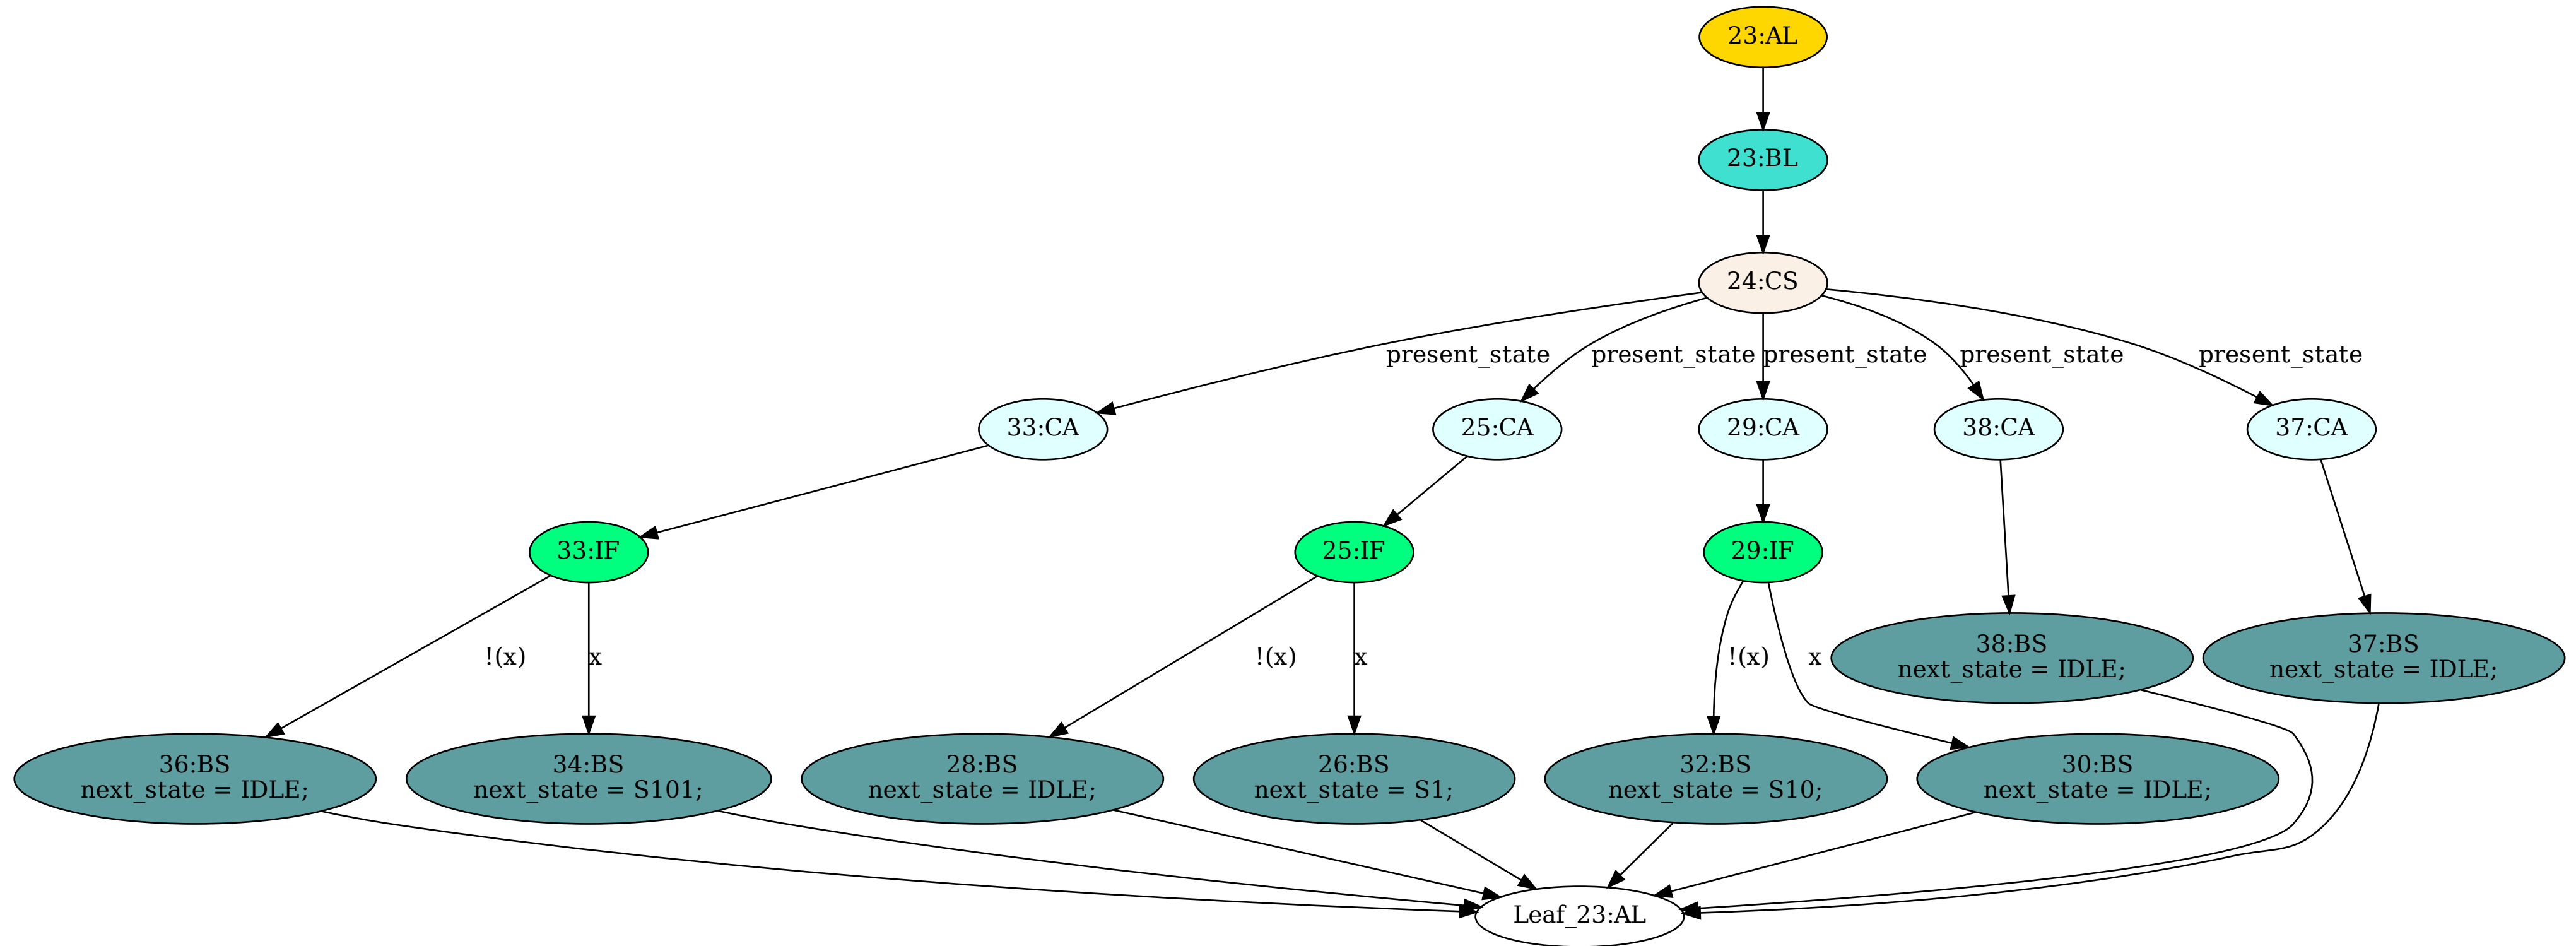 23:AL
23:BL
24:CS
present_state
present_state
present_state
present_state
present_state
33:CA
25:CA
29:CA
38:CA
37:CA
33:IF
25:IF
29:IF
!(x)
x
!(x)
x
!(x)
x
38:BS
next_state = IDLE;
37:BS
next_state = IDLE;
36:BS
next_state = IDLE;
34:BS
next_state = S101;
28:BS
next_state = IDLE;
26:BS
next_state = S1;
32:BS
next_state = S10;
30:BS
next_state = IDLE;
Leaf_23:AL